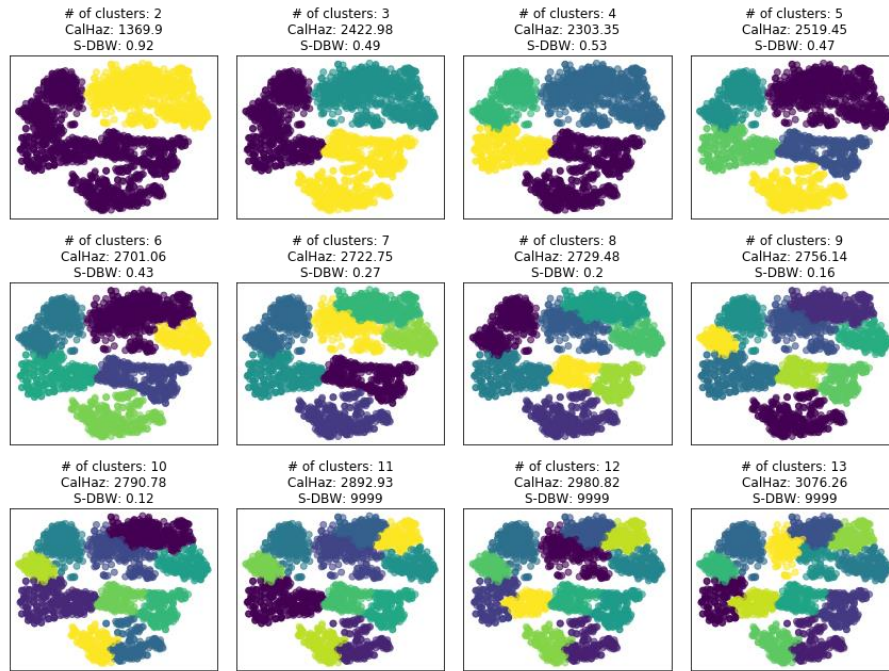 # of clusters: 2
CalHaz: 1369.9
S-DBW: 0.92
# of clusters: 3
CalHaz: 2422.98
S-DBW: 0.49
# of clusters: 4
CalHaz: 2303.35
S-DBW: 0.53
# of clusters: 5
CalHaz: 2519.45
S-DBW: 0.47
# of clusters: 6
CalHaz: 2701.06
S-DBW: 0.43
# of clusters: 7
CalHaz: 2722.75
S-DBW: 0.27
# of clusters: 8
CalHaz: 2729.48
S-DBW: 0.2
# of clusters: 9
CalHaz: 2756.14
S-DBW: 0.16
# of clusters: 10
CalHaz: 2790.78
S-DBW: 0.12
# of clusters: 11
CalHaz: 2892.93
S-DBW: 9999
# of clusters: 12
CalHaz: 2980.82
S-DBW: 9999
# of clusters: 13
CalHaz: 3076.26
S-DBW: 9999